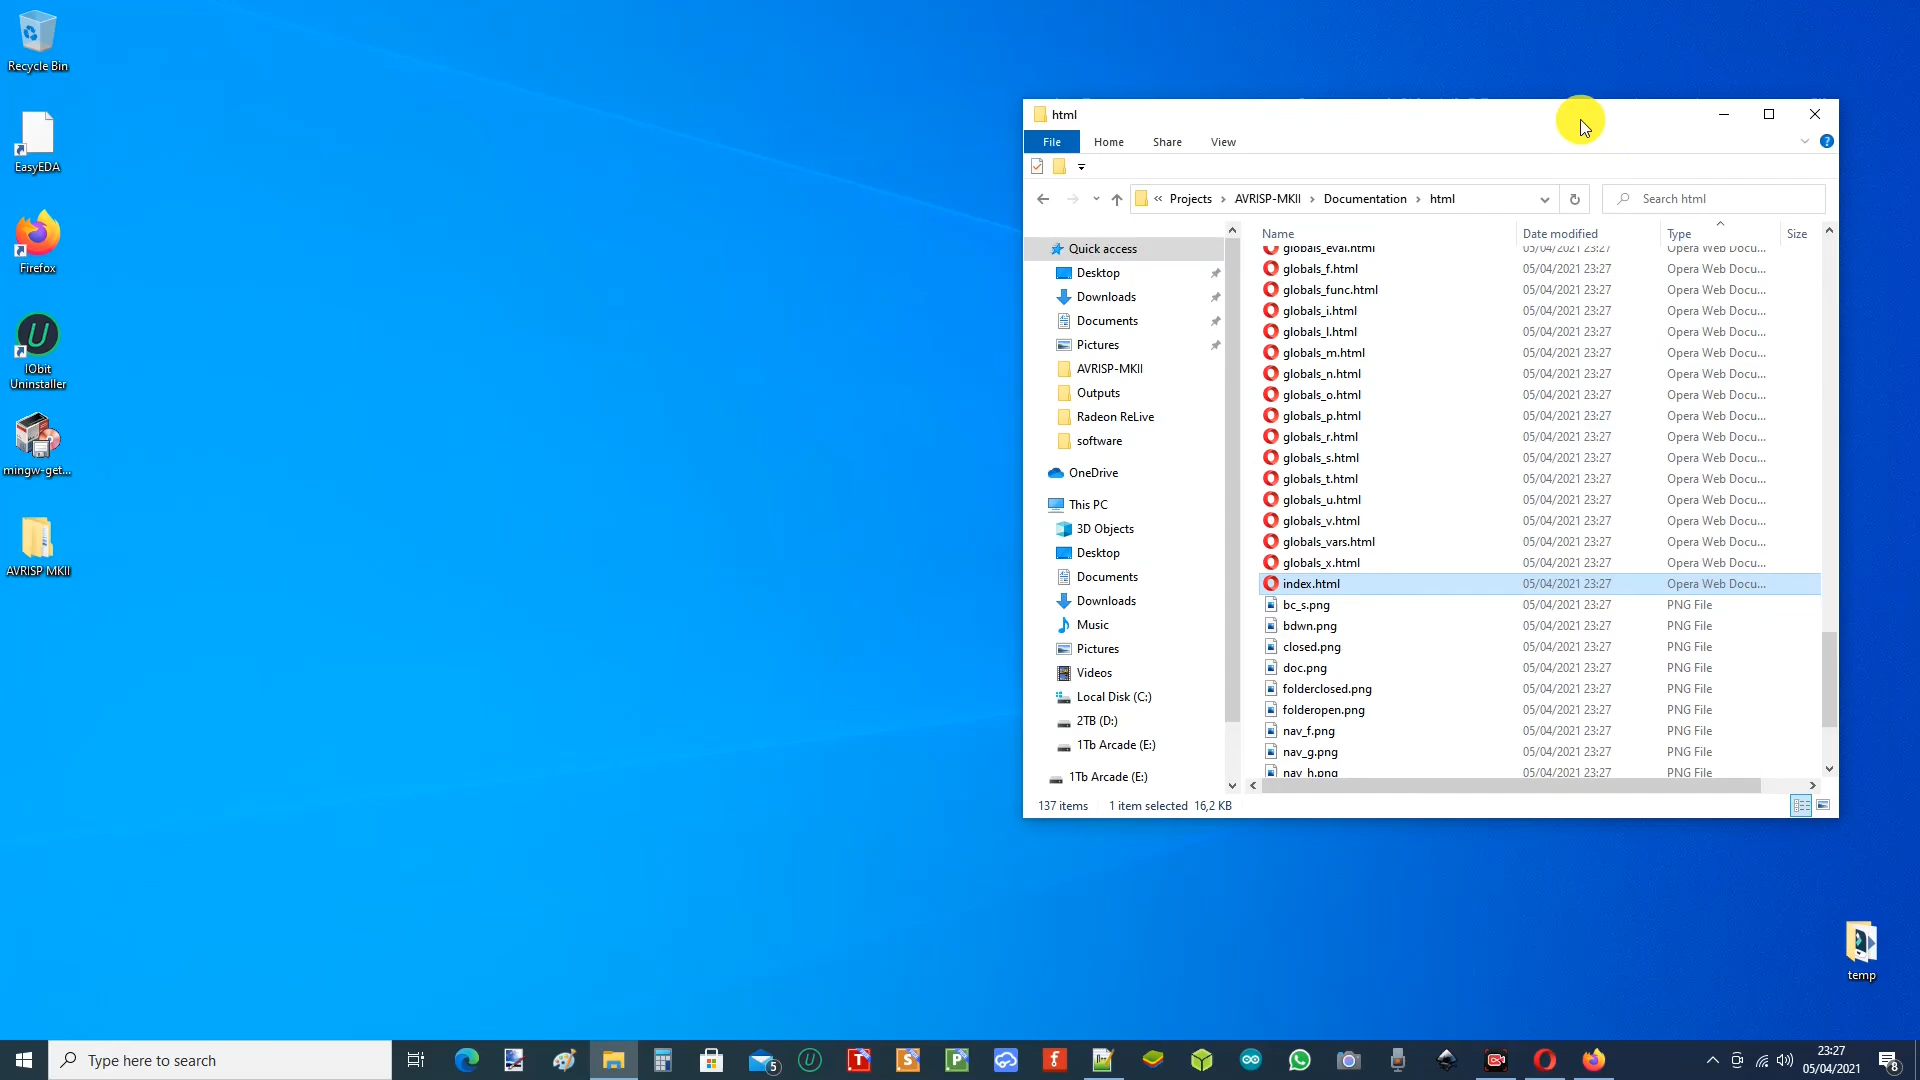 Recycle Bin
EasyEDA
Firefox
IObit
Uninstaller
mingw-get...
AVRISP MKII
html
File Home Share View
« Projects › AVRISP-MKII › Documentation › html
Search html
Quick access
Desktop
Downloads
Documents
Pictures
AVRISP-MKII
Outputs
Radeon ReLive
software
OneDrive
This PC
3D Objects
Desktop
Documents
Downloads
Music
Pictures
Videos
Local Disk (C:)
2TB (D:)
1Tb Arcade (E:)
1Tb Arcade (E:)
Name Date modified Type Size
globals_eval.html 05/04/2021 23:27 Opera Web Docu...
globals_f.html 05/04/2021 23:27 Opera Web Docu...
globals_func.html 05/04/2021 23:27 Opera Web Docu...
globals_i.html 05/04/2021 23:27 Opera Web Docu...
globals_l.html 05/04/2021 23:27 Opera Web Docu...
globals_m.html 05/04/2021 23:27 Opera Web Docu...
globals_n.html 05/04/2021 23:27 Opera Web Docu...
globals_o.html 05/04/2021 23:27 Opera Web Docu...
globals_p.html 05/04/2021 23:27 Opera Web Docu...
globals_r.html 05/04/2021 23:27 Opera Web Docu...
globals_s.html 05/04/2021 23:27 Opera Web Docu...
globals_t.html 05/04/2021 23:27 Opera Web Docu...
globals_u.html 05/04/2021 23:27 Opera Web Docu...
globals_v.html 05/04/2021 23:27 Opera Web Docu...
globals_vars.html 05/04/2021 23:27 Opera Web Docu...
globals_x.html 05/04/2021 23:27 Opera Web Docu...
index.html 05/04/2021 23:27 Opera Web Docu...
bc_s.png 05/04/2021 23:27 PNG File
bdwn.png 05/04/2021 23:27 PNG File
closed.png 05/04/2021 23:27 PNG File
doc.png 05/04/2021 23:27 PNG File
folderclosed.png 05/04/2021 23:27 PNG File
folderopen.png 05/04/2021 23:27 PNG File
nav_f.png 05/04/2021 23:27 PNG File
nav_g.png 05/04/2021 23:27 PNG File
nav_h.png 05/04/2021 23:27 PNG File
137 items 1 item selected 16,2 KB
temp
Type here to search
5
23:27
05/04/2021
8